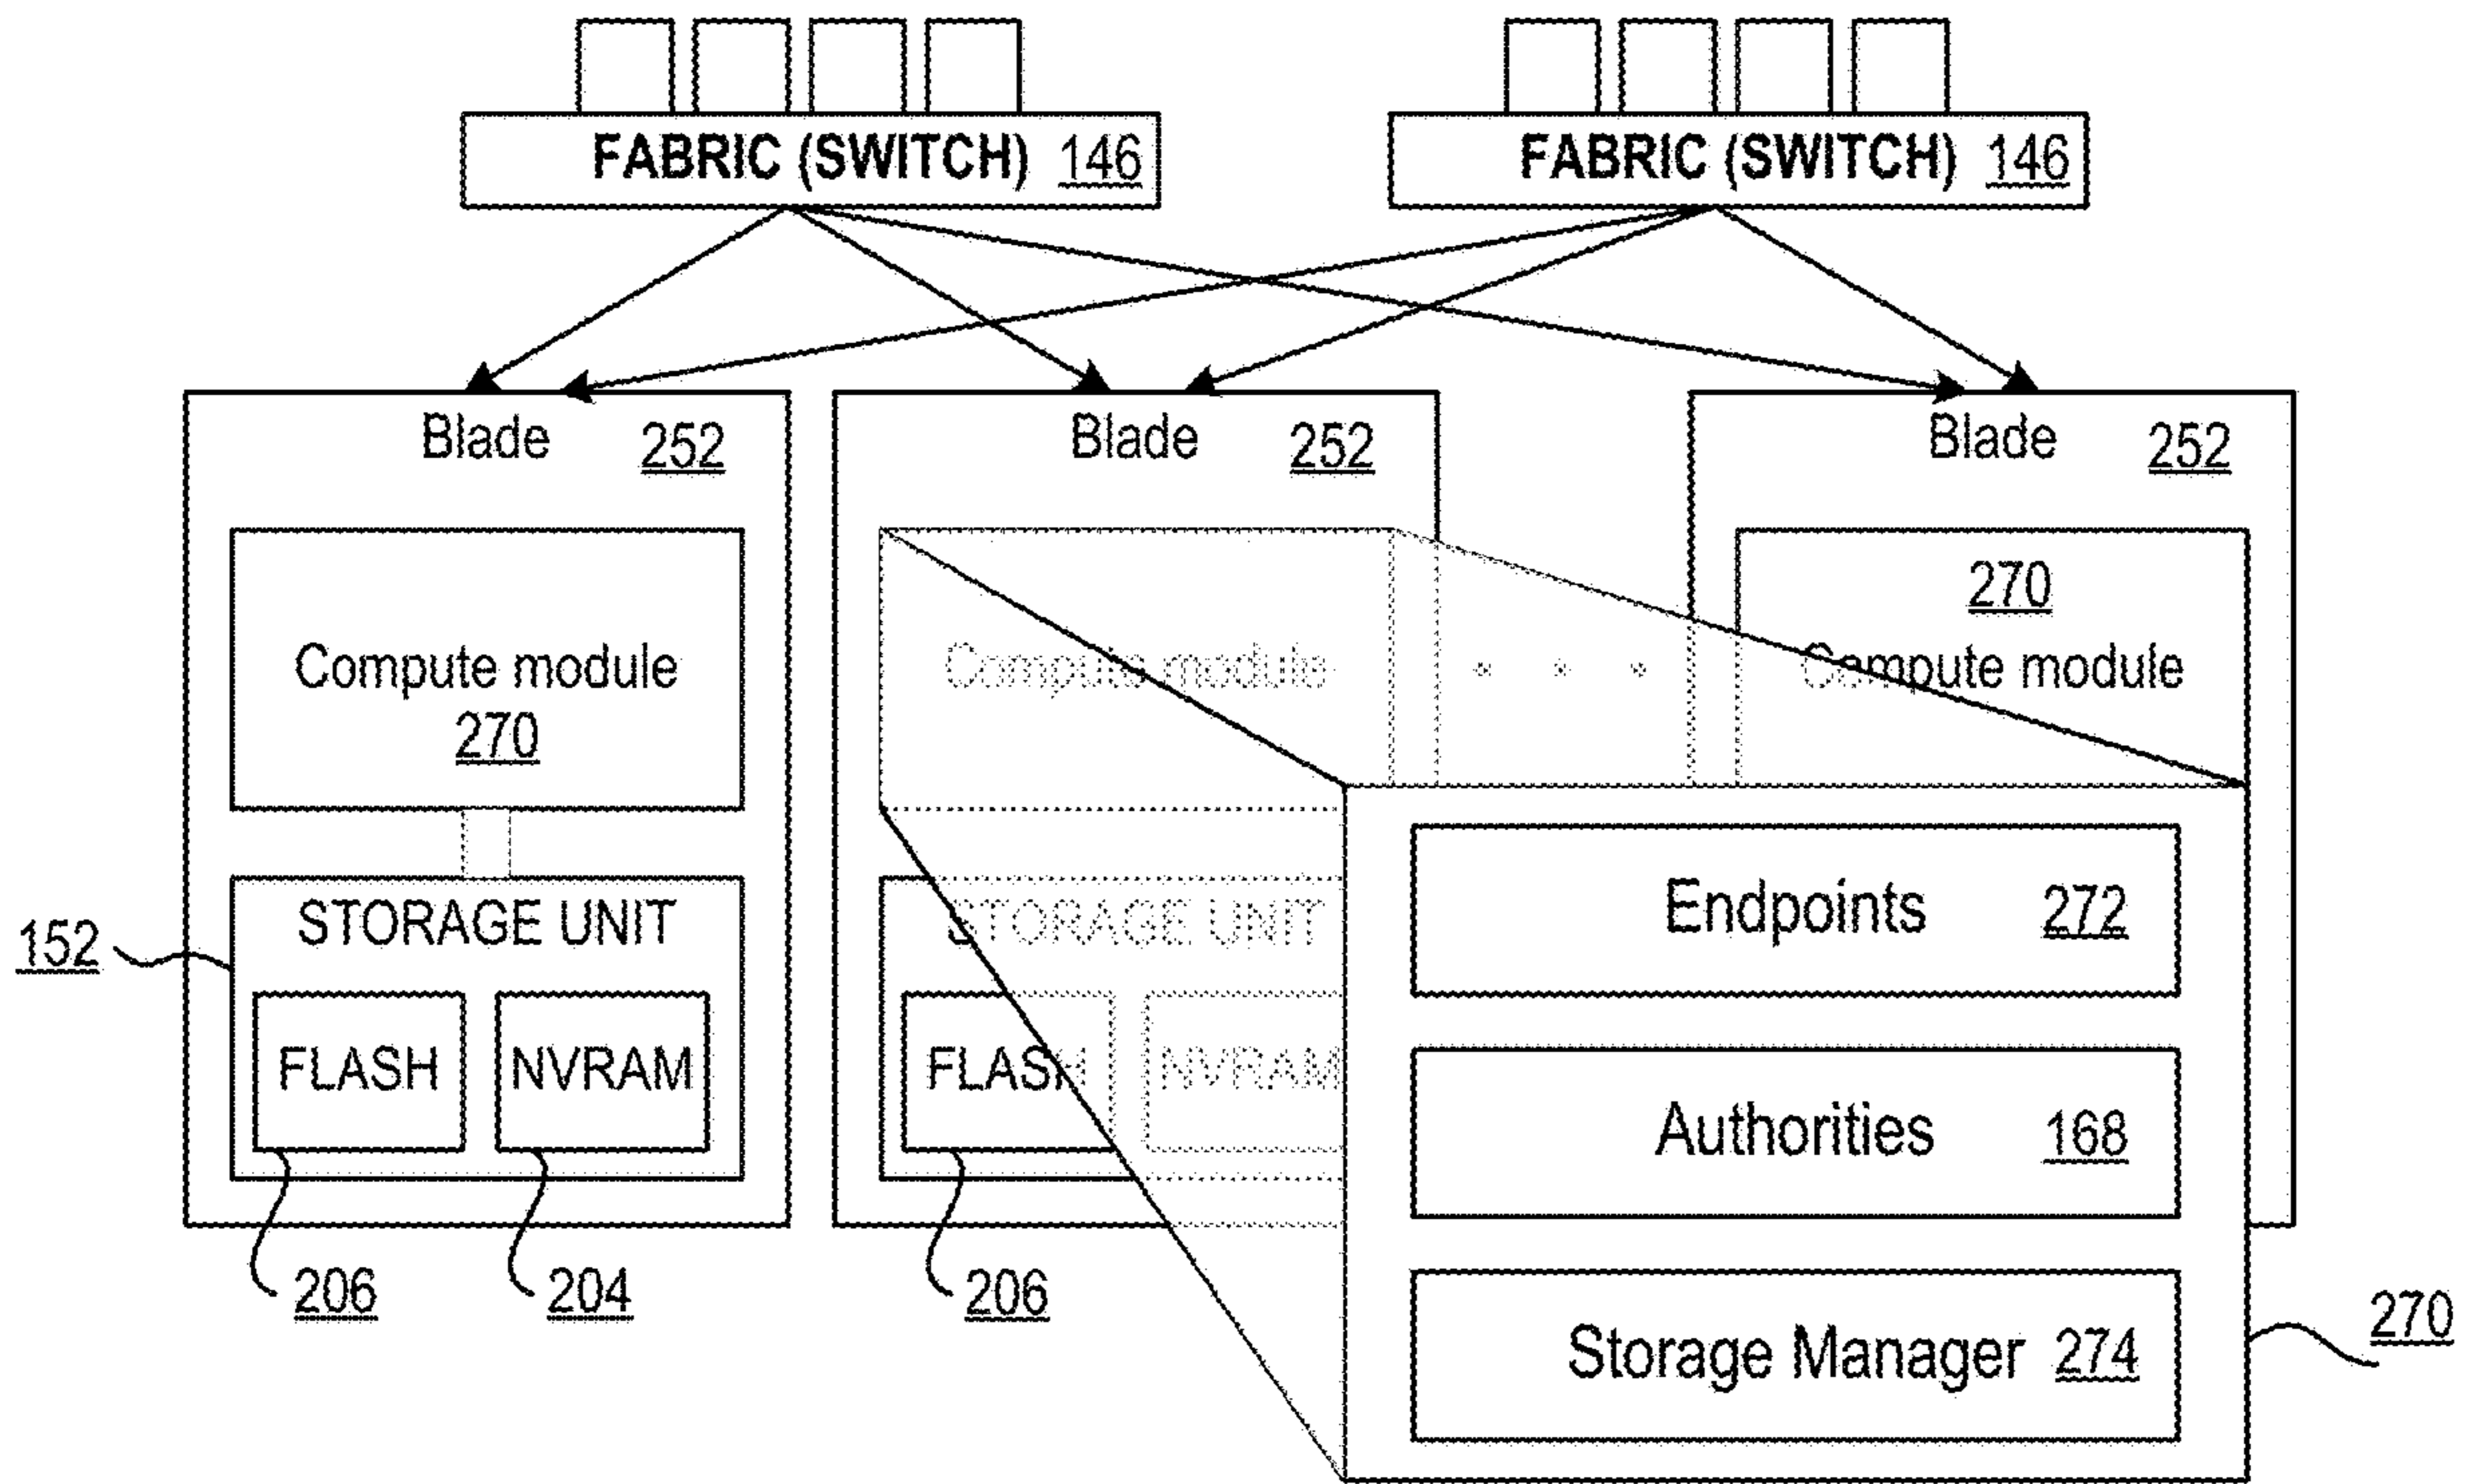 FABRIC (SWITCH) 146
FABRIC (SWITCH) 146
Blade 252
Blade 252
Blade 252
Compute module
270
Compute module
270
Compute module
STORAGE UNIT
152
FLASH
NVRAM
STORAGE UNIT
FLASH
NVRAM
206
204
206
Endpoints 272
Authorities 168
Storage Manager 274
270